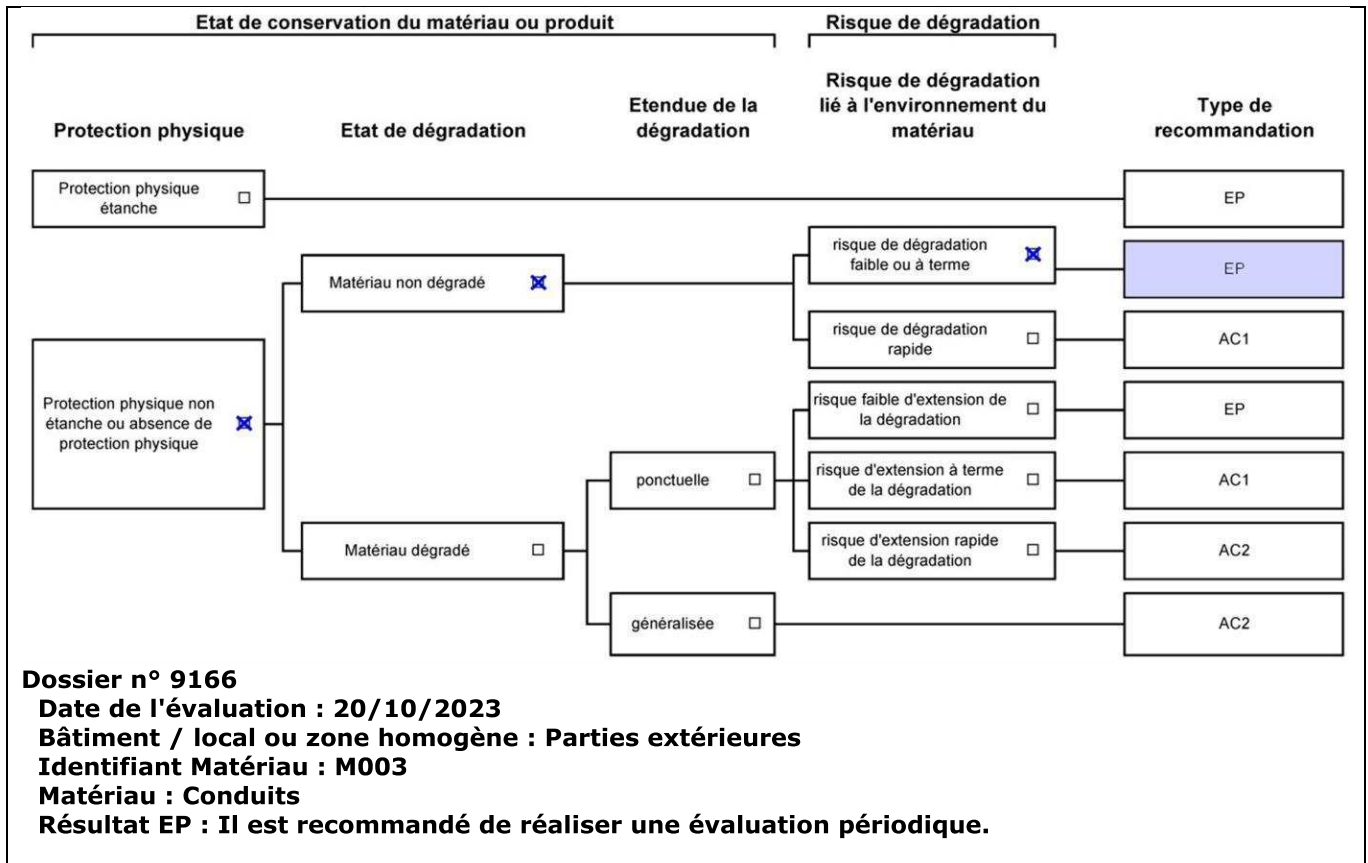 Etat de conservation du matériau ou produit
Risque de dégradation
Protection physique
Etat de dégradation
Etendue de la
dégradation
Risque de dégradation
lié à l'environnement du
matériau
Type de
recommandation
Protection physique
étanche
EP
risque de dégradation
faible ou à terme
EP
Matériau non dégradé
risque de dégradation
rapide
AC1
Protection physique non
étanche ou absence de
protection physique
risque faible d'extension de
la dégradation
EP
ponctuelle
risque d'extension à terme
de la dégradation
AC1
Matériau dégradé
risque d'extension rapide
de la dégradation
AC2
généralisée
AC2
Dossier n° 9166
Date de l'évaluation : 20/10/2023
Bâtiment / local ou zone homogène : Parties extérieures
Identifiant Matériau : M003
Matériau : Conduits
Résultat EP : Il est recommandé de réaliser une évaluation périodique.